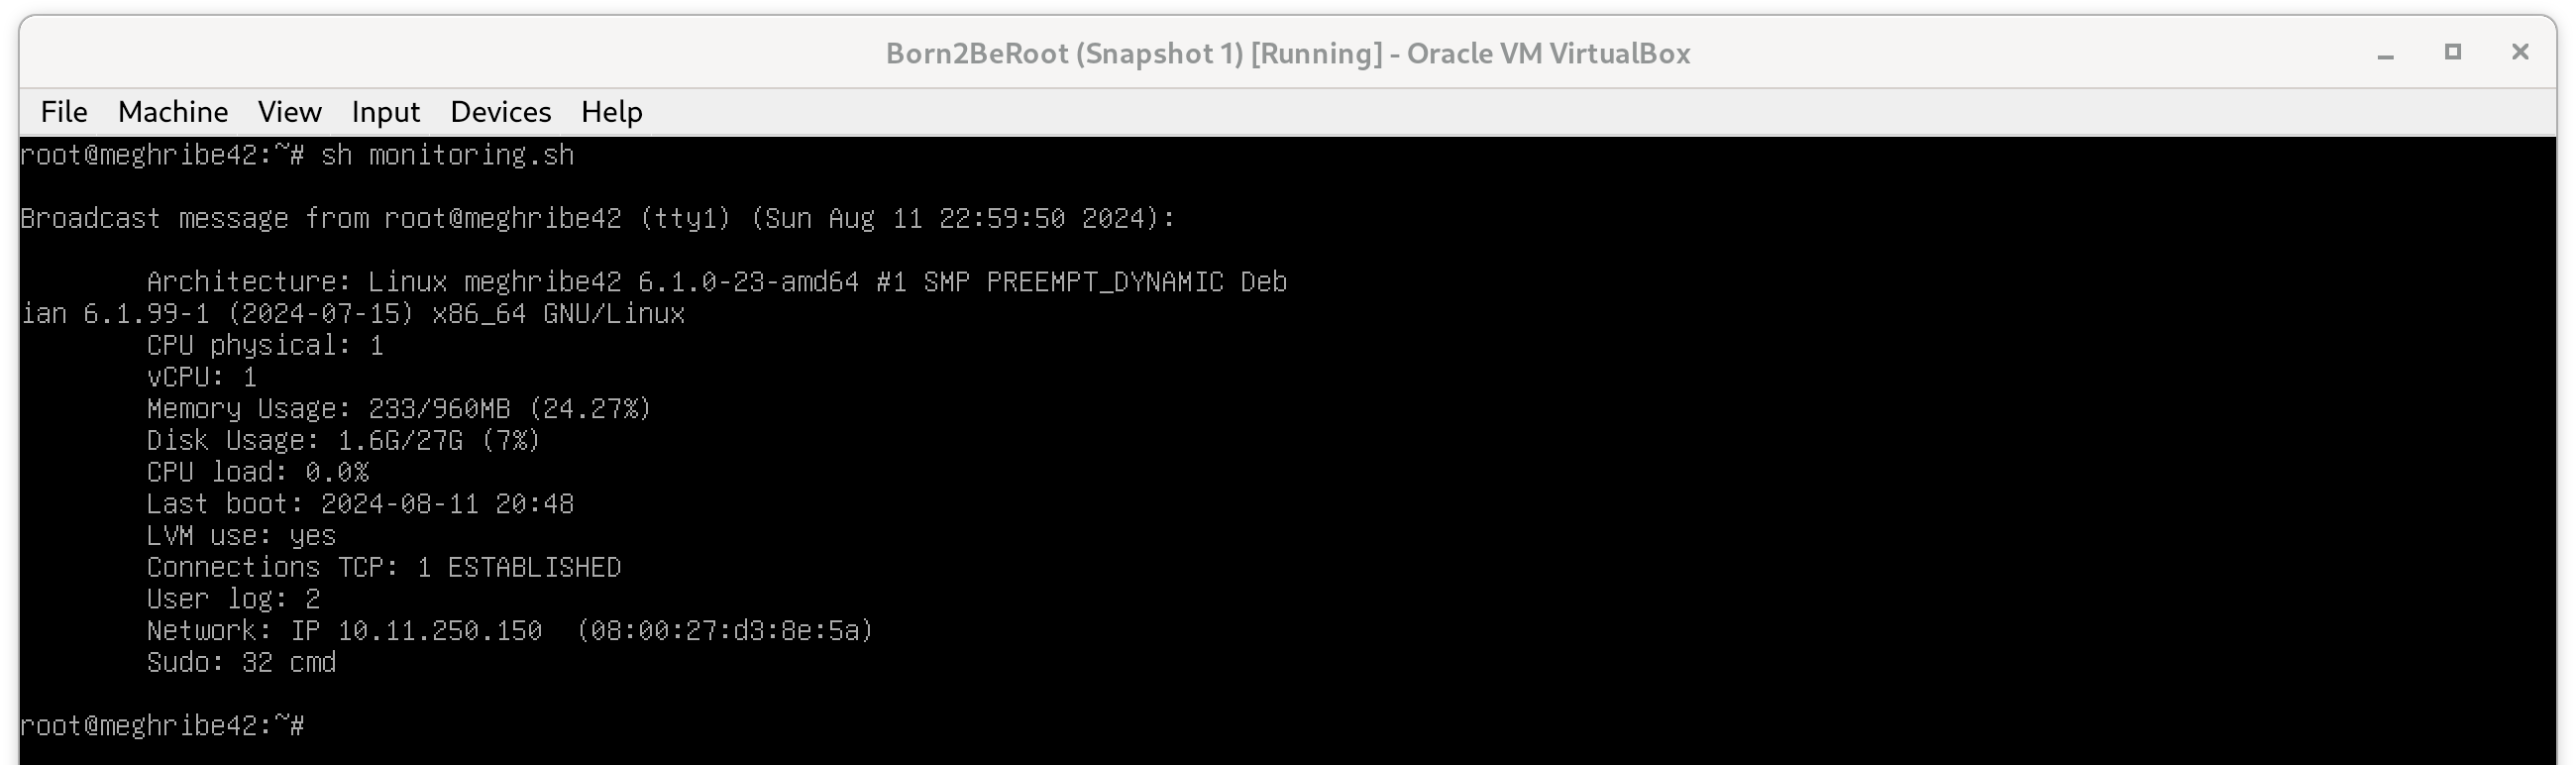 Born2BeRoot (Snapshot 1) [Running] - Oracle VM VirtualBox
File Machine View Input Devices Help
root@meghribe42:~# sh monitoring.sh
Broadcast message from root@meghribe42 (tty1) (Sun Aug 11 22:59:50 2024):
Architecture: Linux meghribe42 6.1.0-23-amd64 #1 SMP PREEMPT_DYNAMIC Deb
ian 6.1.99-1 (2024-07-15) x86_64 GNU/Linux
CPU physical: 1
vCPU: 1
Memory Usage: 233/960MB (24.27%)
Disk Usage: 1.6G/27G (7%)
CPU load: 0.0%
Last boot: 2024-08-11 20:48
LVM use: yes
Connections TCP: 1 ESTABLISHED
User log: 2
Network: IP 10.11.250.150  (08:00:27:d3:8e:5a)
Sudo: 32 cmd
root@meghribe42:~#